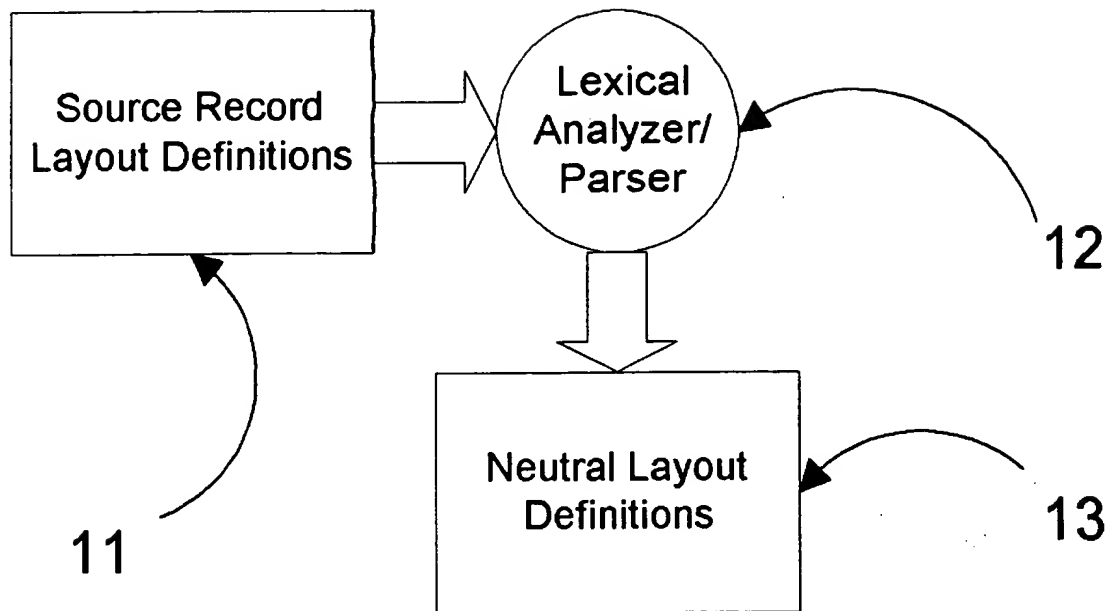 Source Record
Layout Definitions
Lexical
Analyzer/
Parser
12
Neutral Layout
Definitions
11
13